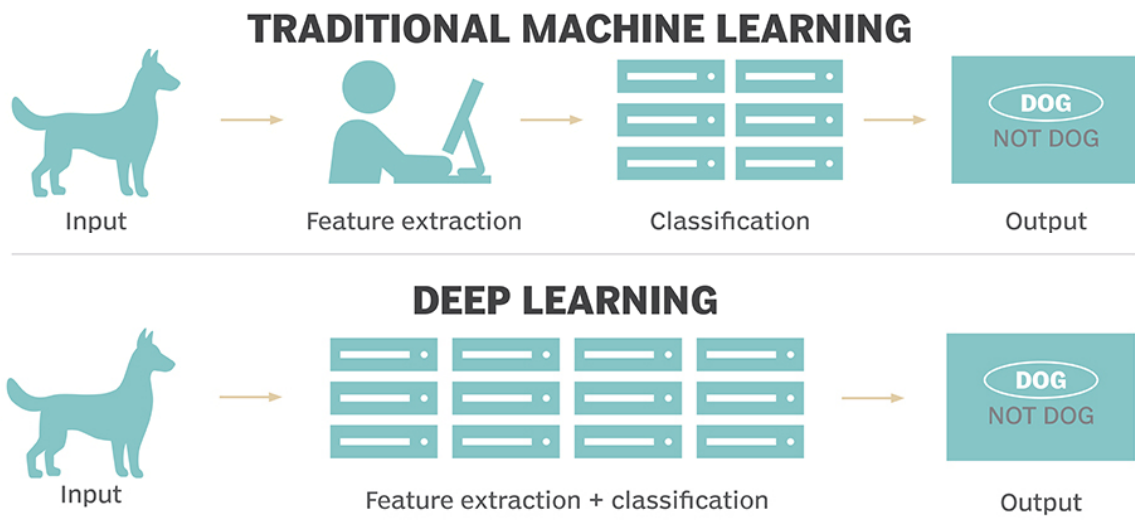 TRADITIONAL MACHINE LEARNING
DOG
NOT DOG
Input
Feature extraction
Classification
Output
DEEP LEARNING
DOG
NOT DOG
Input
Feature extraction + classification
Output